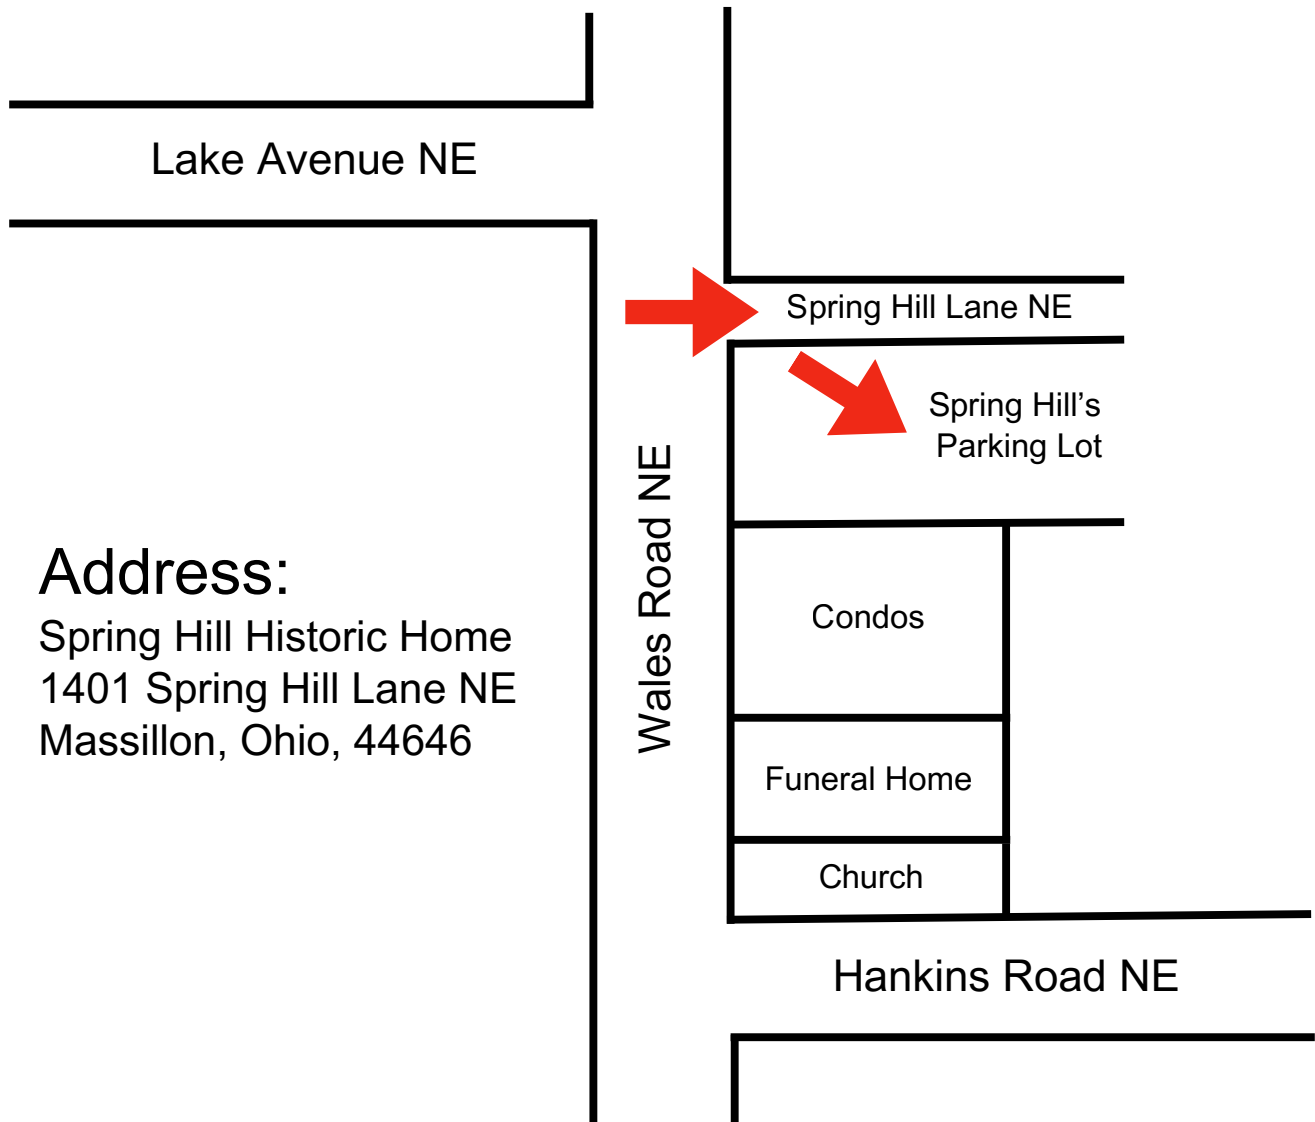 Lake Avenue NE
Spring Hill Lane NE
Spring Hill’s
Parking Lot
Wales Road NE
Address:
Spring Hill Historic Home
1401 Spring Hill Lane NE
Massillon, Ohio, 44646
Condos
Funeral Home
Church
Hankins Road NE